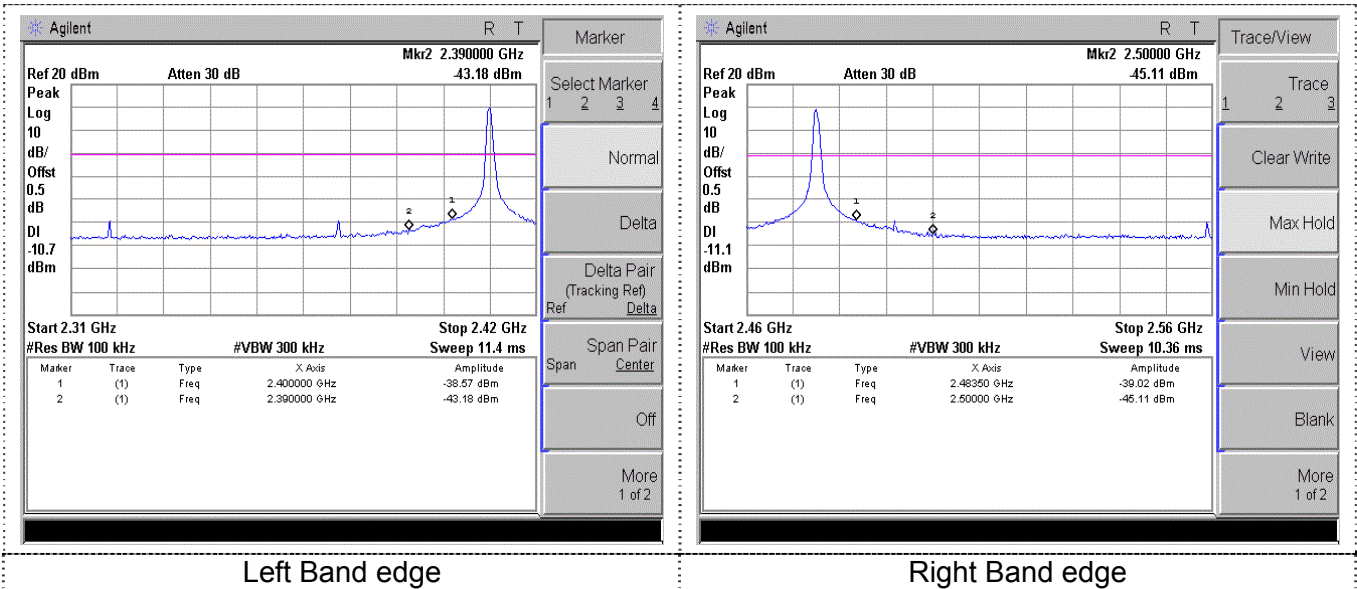 Agilent R T
Mkr2 2.390000 GHz
Ref 20 dBm Atten 30 dB -43.18 dBm
Peak
Log
10
dB/
Offst
0.5
dB
DI
-10.7
dBm
2
1
Start 2.31 GHz Stop 2.42 GHz
#Res BW 100 kHz #VBW 300 kHz Sweep 11.4 ms
Marker Trace Type X Axis Amplitude
1 (1) Freq 2.400000 GHz -38.57 dBm
2 (1) Freq 2.390000 GHz -43.18 dBm
Marker
Select Marker
1 2 3 4
Normal
Delta
Delta Pair
(Tracking Ref)
Ref Delta
Span Pair
Span Center
Off
More
1 of 2
Left Band edge
Agilent R T
Mkr2 2.50000 GHz
Ref 20 dBm Atten 30 dB -45.11 dBm
Peak
Log
10
dB/
Offst
0.5
dB
DI
-11.1
dBm
1
2
Start 2.46 GHz Stop 2.56 GHz
#Res BW 100 kHz #VBW 300 kHz Sweep 10.36 ms
Marker Trace Type X Axis Amplitude
1 (1) Freq 2.48350 GHz -39.02 dBm
2 (1) Freq 2.50000 GHz -45.11 dBm
Trace/View
Trace
1 2 3
Clear Write
Max Hold
Min Hold
View
Blank
More
1 of 2
Right Band edge